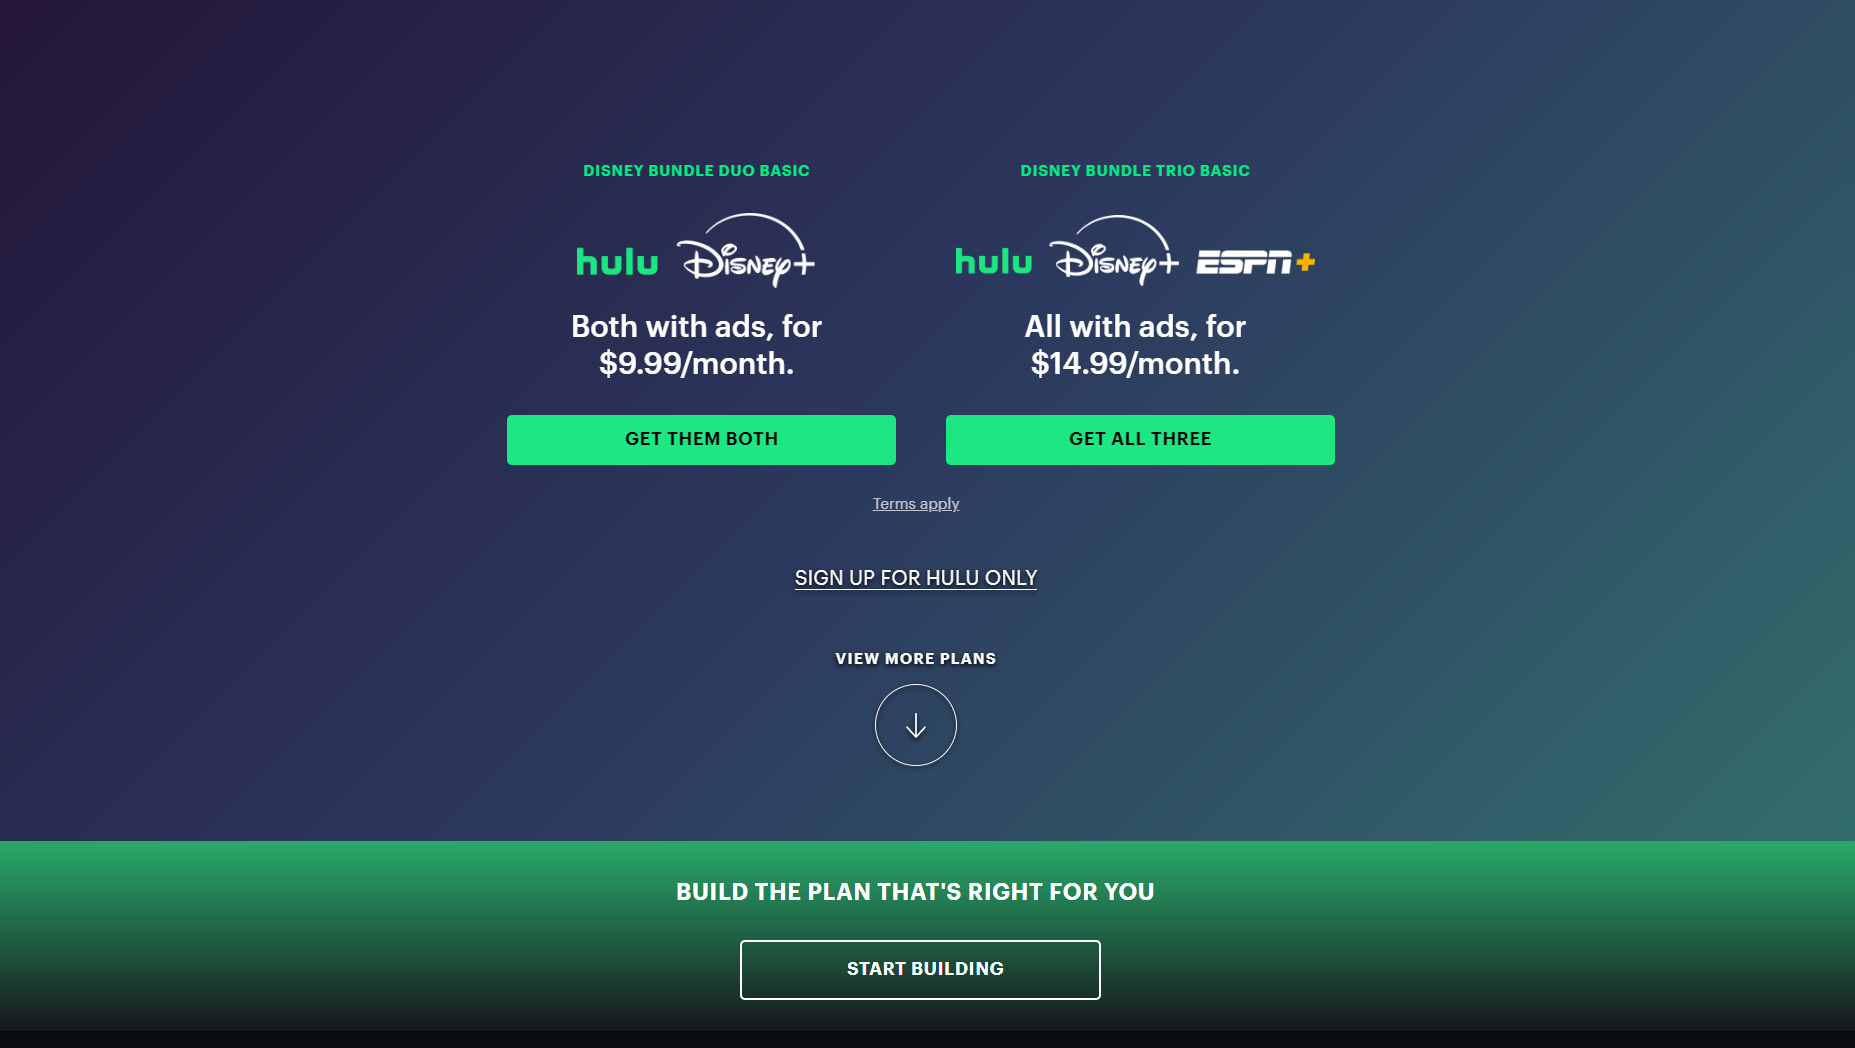 DISNEY BUNDLE DUO BASIC
hulu Disney+
Both with ads, for
$9.99/month.
GET THEM BOTH
DISNEY BUNDLE TRIO BASIC
hulu Disney+ ESPN+
All with ads, for
$14.99/month.
GET ALL THREE
Terms apply
SIGN UP FOR HULU ONLY
VIEW MORE PLANS
BUILD THE PLAN THAT'S RIGHT FOR YOU
START BUILDING